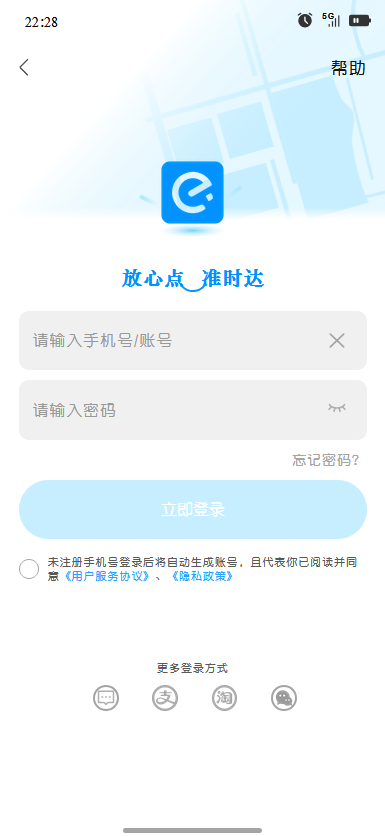 22:28
5G
帮助
放心点 准时达
请输入手机号/账号
请输入密码
忘记密码?
立即登录
未注册手机号登录后将自动生成账号，且代表你已阅读并同
意《用户服务协议》、《隐私政策》
更多登录方式
支
淘